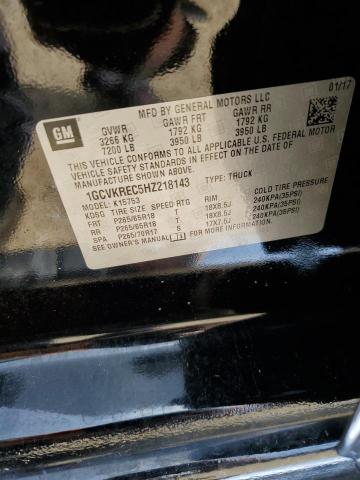 MFD BY GENERAL MOTORS LLC
01/17
GM
GVWR GAWR FRT GAWR RR
3266 KG 1792 KG 1792 KG
7200 LB 3950 LB 3950 LB
THIS VEHICLE CONFORMS TO ALL APPLICABLE U.S. FEDERAL MOTOR
VEHICLE SAFETY STANDARDS IN EFFECT ON THE DATE OF
MANUFACTURE SHOWN ABOVE.
1GCVKREC5HZ218143 TYPE: TRUCK
MODEL: K15753
KDSG TIRE SIZE SPEED RTG RIM COLD TIRE PRESSURE
FRT P265/65R18 T 18X8.5J 240KPA(35PSI)
RR P265/65R18 T 18X8.5J 240KPA(35PSI)
SPA P265/70R17 S 17X7.5J 240KPA(35PSI)
SEE OWNER'S MANUAL